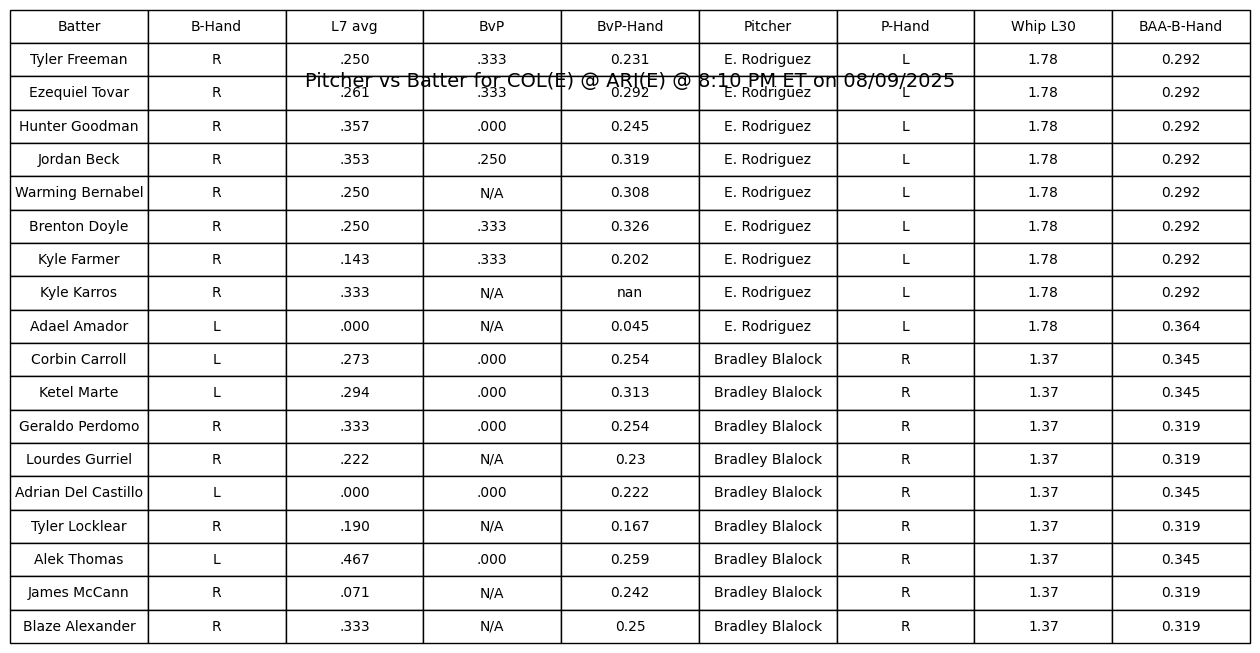 Batter B-Hand L7 avg BvP BvP-Hand Pitcher P-Hand Whip L30 BAA-B-Hand
Tyler Freeman R .250 .333 0.231 E. Rodriguez L 1.78 0.292
Pitcher vs Batter for COL(E) @ ARI(E) @ 8:10 PM ET on 08/09/2025
Ezequiel Tovar R .261 .333 0.292 E. Rodriguez L 1.78 0.292
Hunter Goodman R .357 .000 0.245 E. Rodriguez L 1.78 0.292
Jordan Beck R .353 .250 0.319 E. Rodriguez L 1.78 0.292
Warming Bernabel R .250 N/A 0.308 E. Rodriguez L 1.78 0.292
Brenton Doyle R .250 .333 0.326 E. Rodriguez L 1.78 0.292
Kyle Farmer R .143 .333 0.202 E. Rodriguez L 1.78 0.292
Kyle Karros R .333 N/A nan E. Rodriguez L 1.78 0.292
Adael Amador L .000 N/A 0.045 E. Rodriguez L 1.78 0.364
Corbin Carroll L .273 .000 0.254 Bradley Blalock R 1.37 0.345
Ketel Marte L .294 .000 0.313 Bradley Blalock R 1.37 0.345
Geraldo Perdomo R .333 .000 0.254 Bradley Blalock R 1.37 0.319
Lourdes Gurriel R .222 N/A 0.23 Bradley Blalock R 1.37 0.319
Adrian Del Castillo L .000 .000 0.222 Bradley Blalock R 1.37 0.345
Tyler Locklear R .190 N/A 0.167 Bradley Blalock R 1.37 0.319
Alek Thomas L .467 .000 0.259 Bradley Blalock R 1.37 0.345
James McCann R .071 N/A 0.242 Bradley Blalock R 1.37 0.319
Blaze Alexander R .333 N/A 0.25 Bradley Blalock R 1.37 0.319